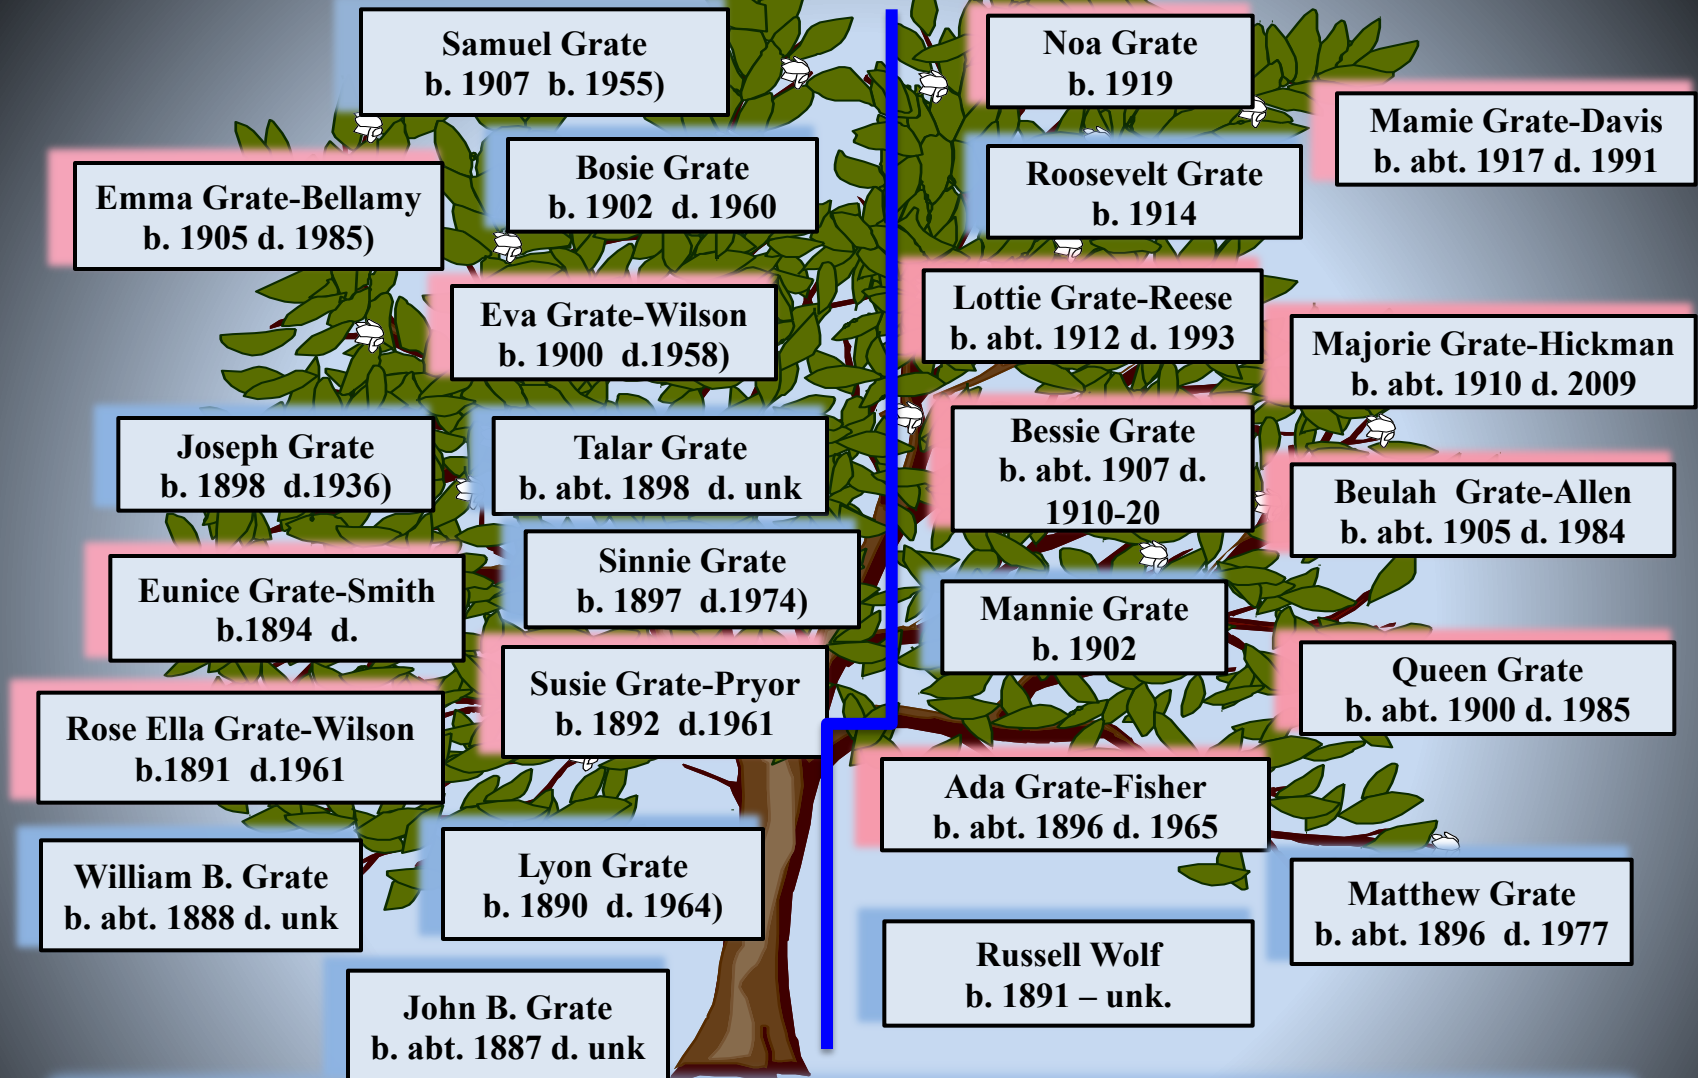 Samuel Grate
b. 1907  b. 1955)
Noa Grate
b. 1919
Mamie Grate-Davis
b. abt. 1917 d. 1991
Bosie Grate
b. 1902  d. 1960
Roosevelt Grate
b. 1914
Emma Grate-Bellamy
b. 1905 d. 1985)
Eva Grate-Wilson
b. 1900  d.1958)
Lottie Grate-Reese
b. abt. 1912 d. 1993
Majorie Grate-Hickman
b. abt. 1910 d. 2009
Joseph Grate
b. 1898  d.1936)
Talar Grate
b. abt. 1898  d. unk
Bessie Grate
b. abt. 1907 d.
1910-20
Beulah  Grate-Allen
b. abt. 1905 d. 1984
Eunice Grate-Smith
b.1894  d.
Sinnie Grate
b. 1897  d.1974)
Mannie Grate
b. 1902
Queen Grate
b. abt. 1900 d. 1985
Susie Grate-Pryor
b. 1892  d.1961
Rose Ella Grate-Wilson
b.1891  d.1961
Ada Grate-Fisher
b. abt. 1896 d. 1965
William B. Grate
b. abt. 1888 d. unk
Lyon Grate
b. 1890  d. 1964)
Matthew Grate
b. abt. 1896  d. 1977
Russell Wolf
b. 1891 – unk.
John B. Grate
b. abt. 1887 d. unk